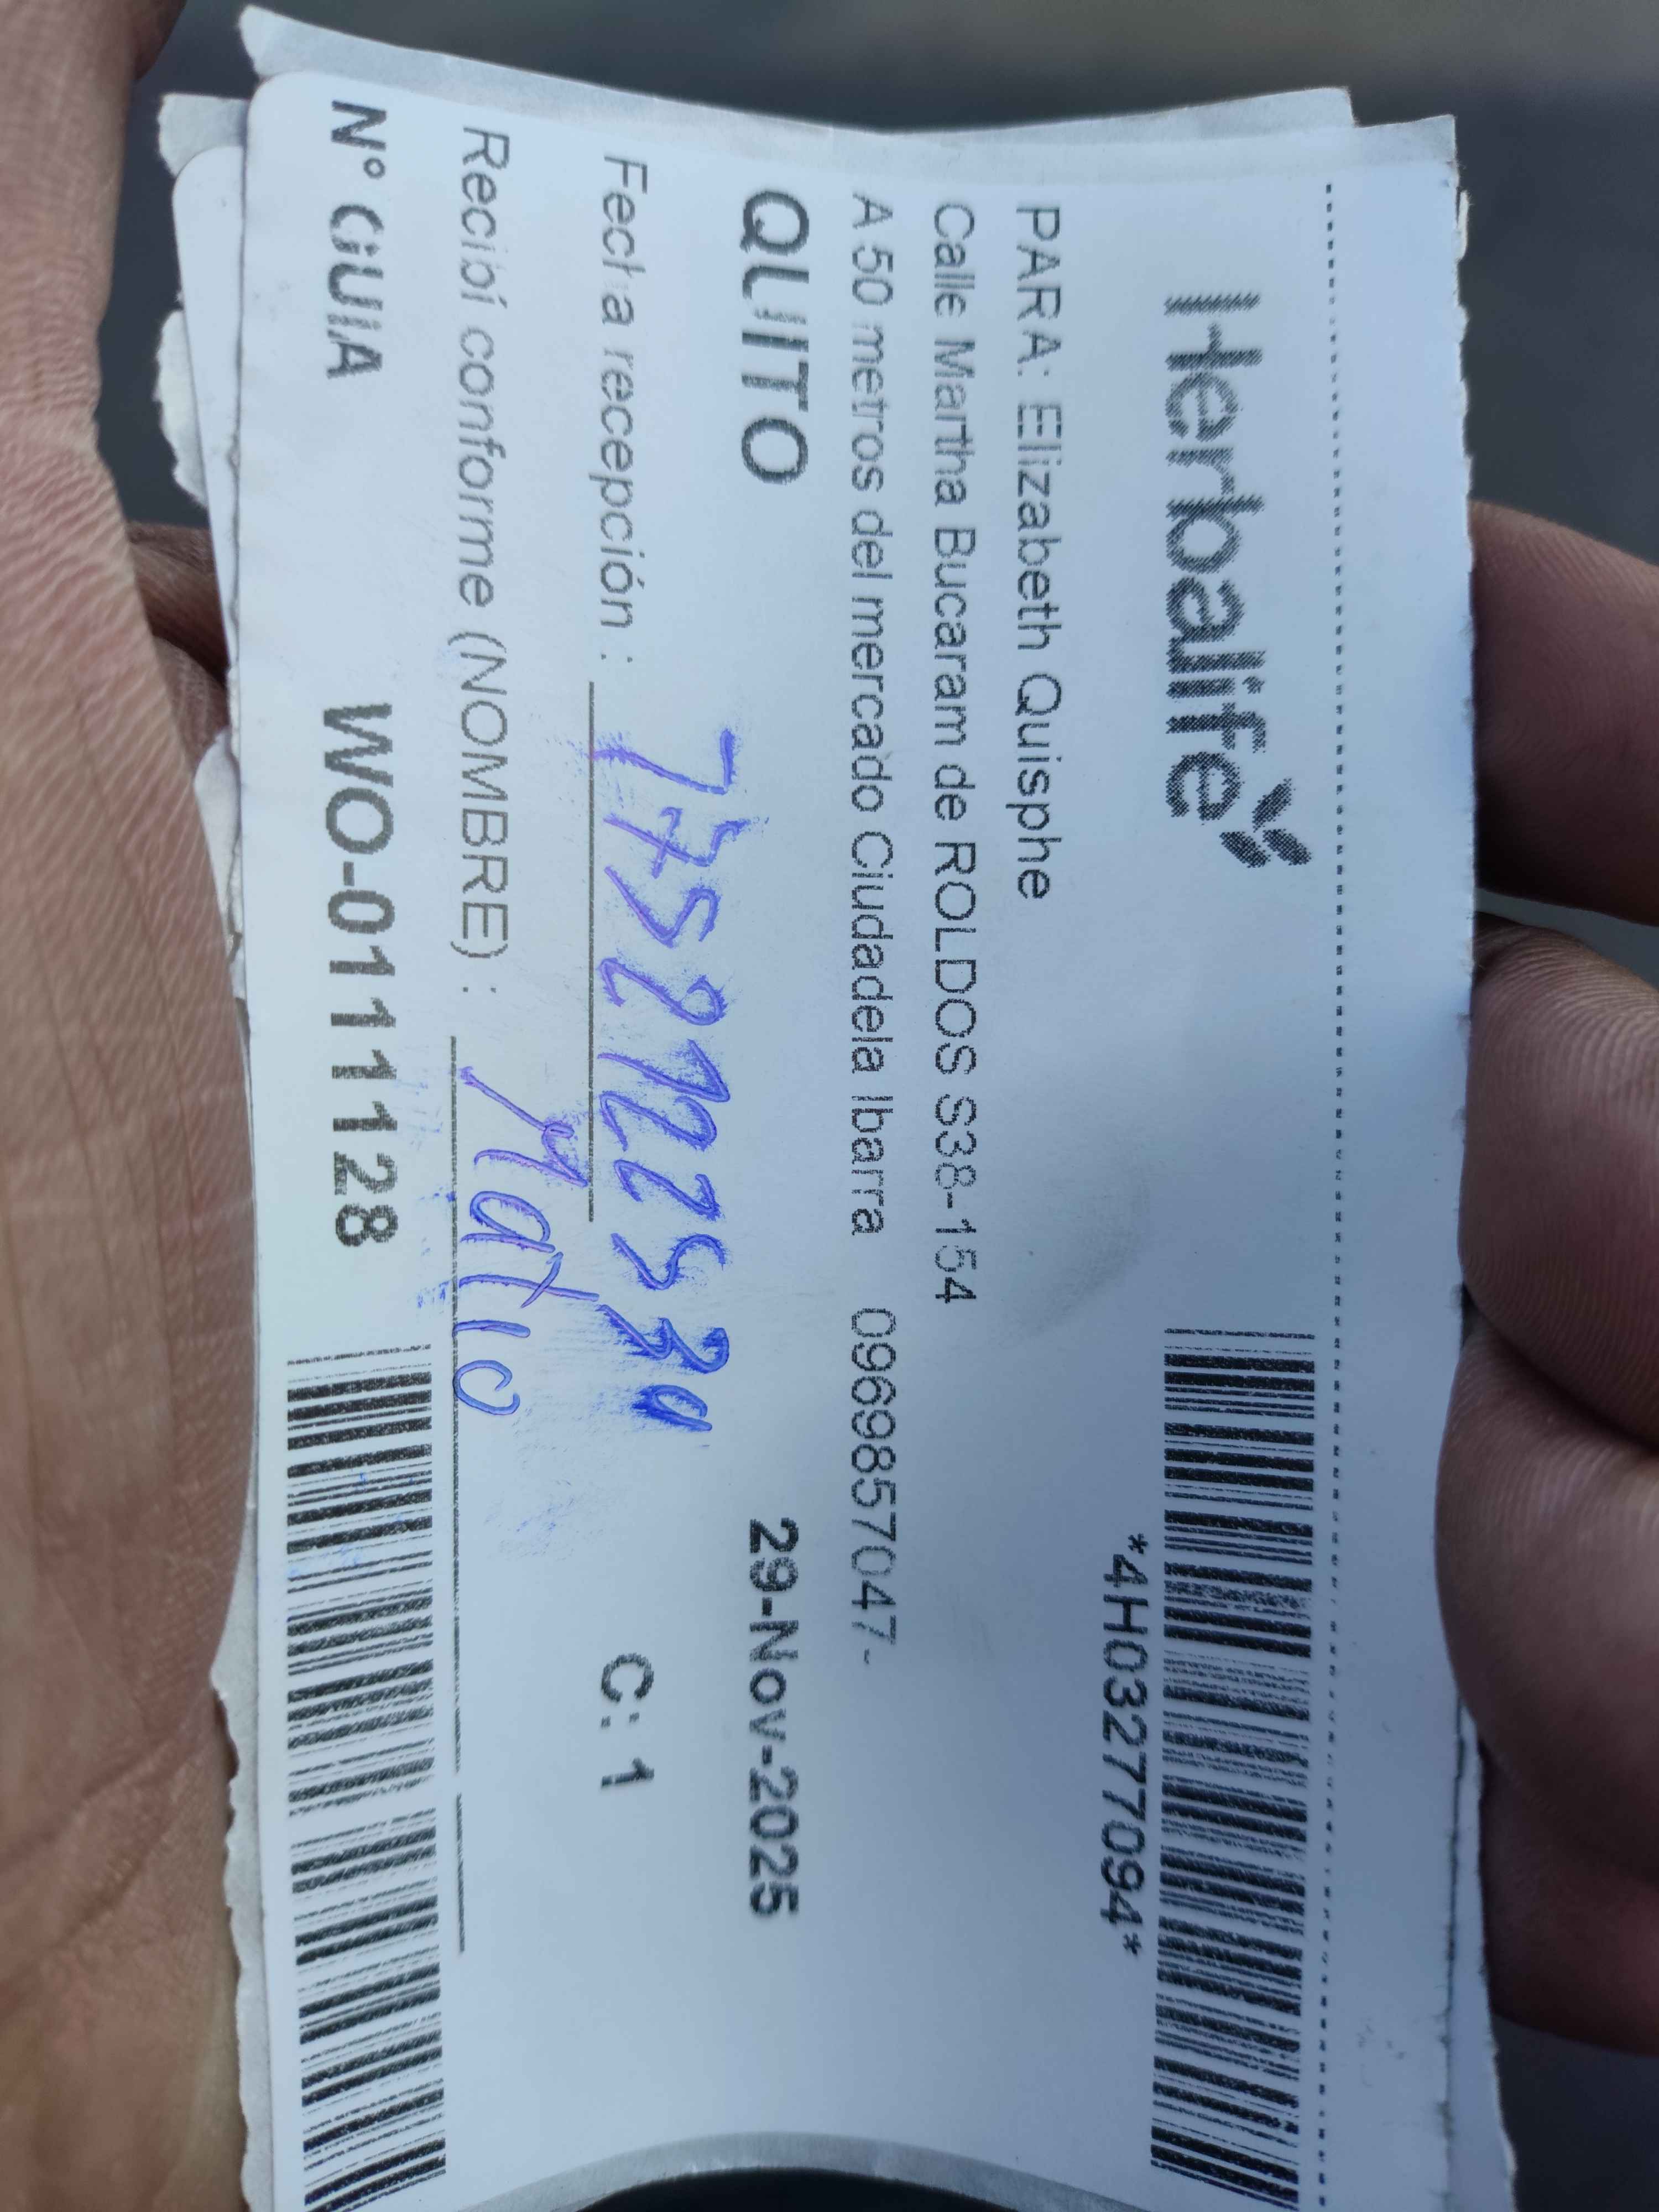 Herbalife
*4H03277094*
PARA: Elizabeth Quisphe
Calle Martha Bucaram de ROLDOS S38-154
A 50 metros del mercado Ciudadela Ibarra 0969857047-
QUITO 29-Nov-2025
Fecha recepción : C: 1
Recibí conforme (NOMBRE) :
N° GUIA WO-0111128